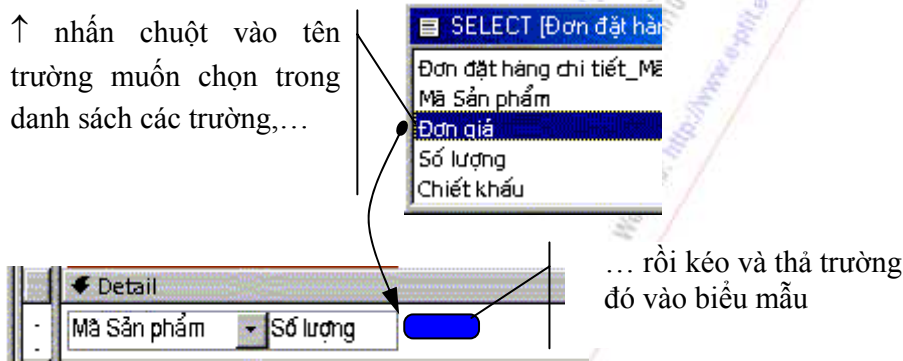 ↑ nhấn chuột vào tên
trường muốn chọn trong
danh sách các trường,…
SELECT [Đơn đặt hàn
Đơn đặt hàng chi tiết_Mã
Mã Sản phẩm
Đơn giá
Số lượng
Chiết khấu
… rồi kéo và thả trường
đó vào biểu mẫu
Detail
Mã Sản phẩm Số lượng